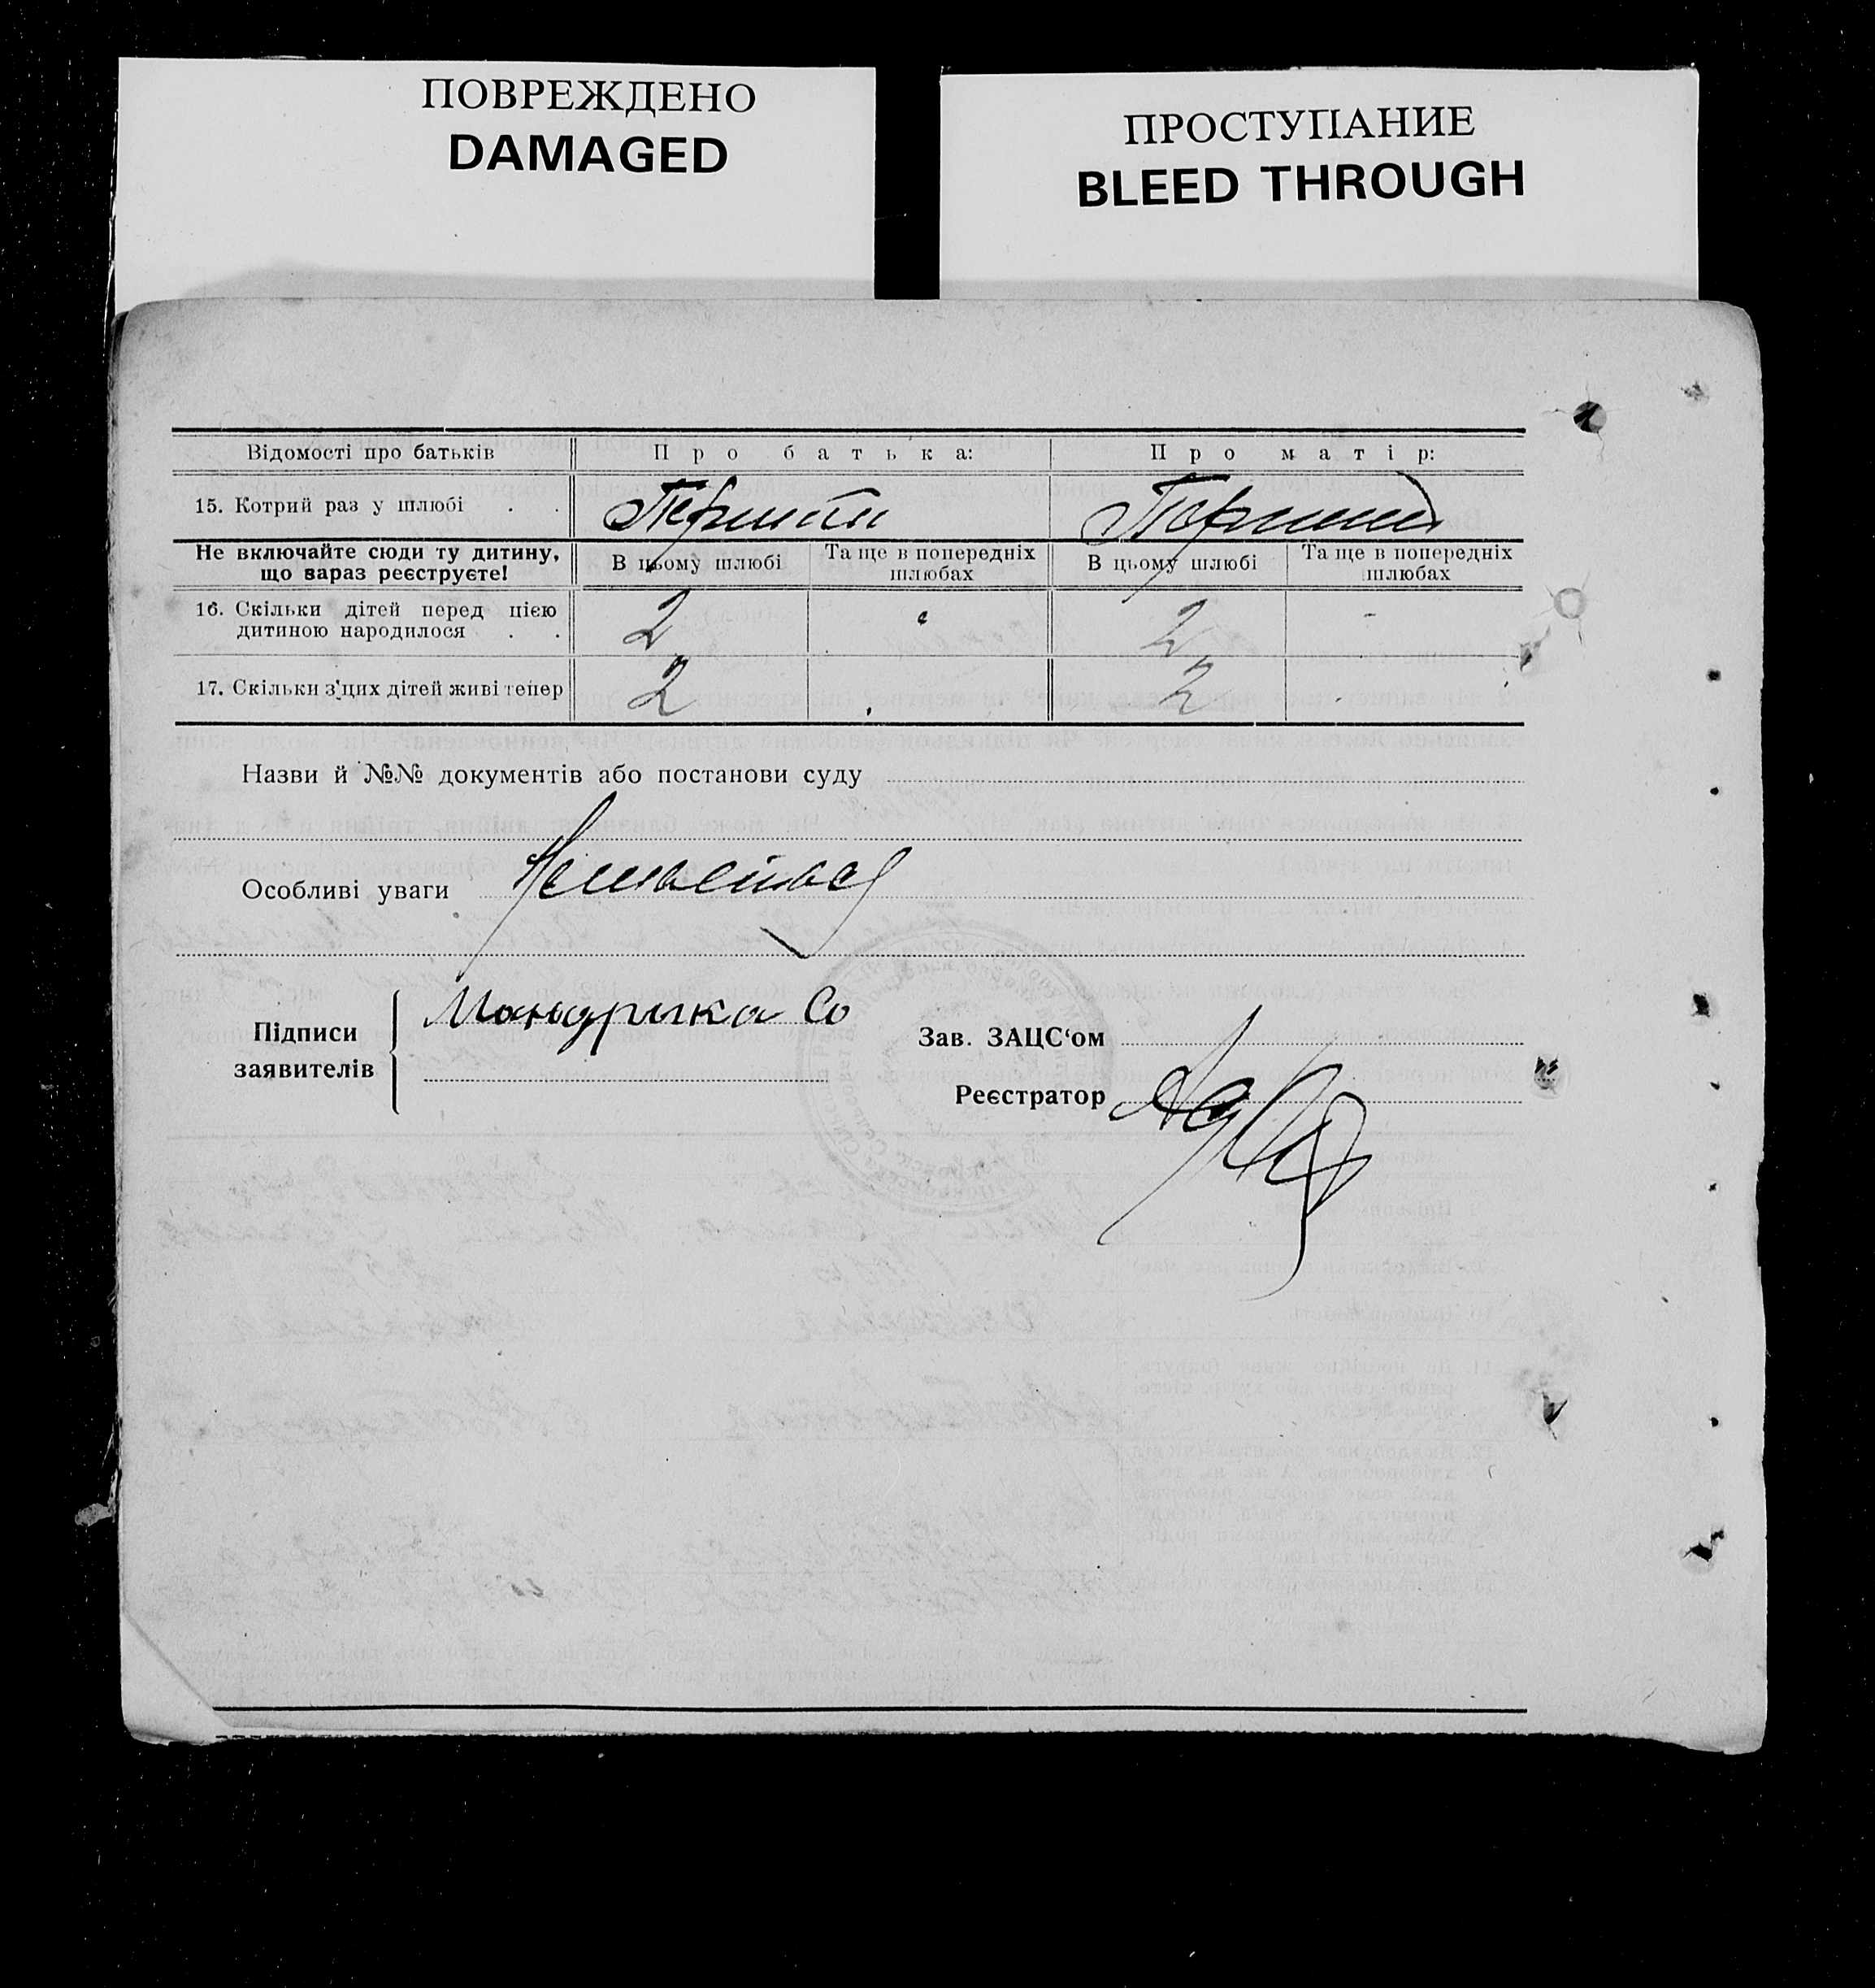 ПОВРЕЖДЕНО
DAMAGED
ПРОСТУПАНИЕ
BLEED THROUGH
Відомості про батьків Про батька: Про матір:
15. Котрий раз у шлюбі . . Перший Перший
Не включайте сюди ту дитину, що зараз реєструєте! В цьому шлюбі Та ще в попередніх шлюбах В цьому шлюбі Та ще в попередніх шлюбах
16. Скільки дітей перед цією дитиною народилося . . 2 2 -
17. Скільки з'цих дітей живі тепер 2 2
Назви й №№ документів або постанови суду
Особливі уваги
Підписи заявителів Мандрика Со
Зав. ЗАЦС‘ом
Реєстратор